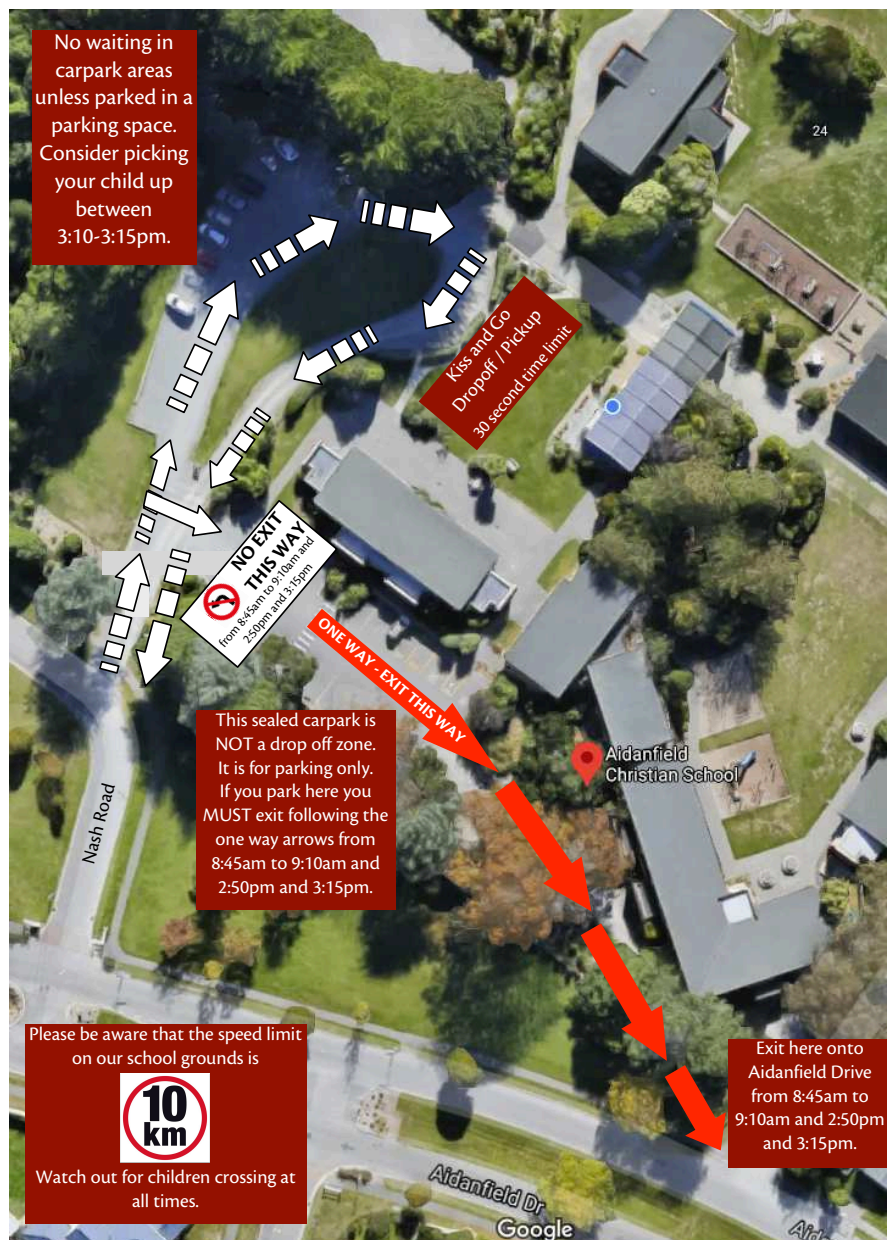 No waiting in
carpark areas
unless parked in a
parking space.
Consider picking
your child up
between
3:10-3:15pm.
24
Kiss and Go
Dropoff / Pickup
30 second time limit
NO EXIT
THIS WAY
from 8:45am to 9:10am and
2:50pm and 3:15pm
ONE WAY - EXIT THIS WAY
This sealed carpark is
NOT a drop off zone.
It is for parking only.
If you park here you
MUST exit following the
one way arrows from
8:45am to 9:10am and
2:50pm and 3:15pm.
Aidanfield
Christian School
Nash Road
Please be aware that the speed limit
on our school grounds is
10
km
Watch out for children crossing at
all times.
Exit here onto
Aidanfield Drive
from 8:45am to
9:10am and 2:50pm
and 3:15pm.
Aidanfield Dr
Google